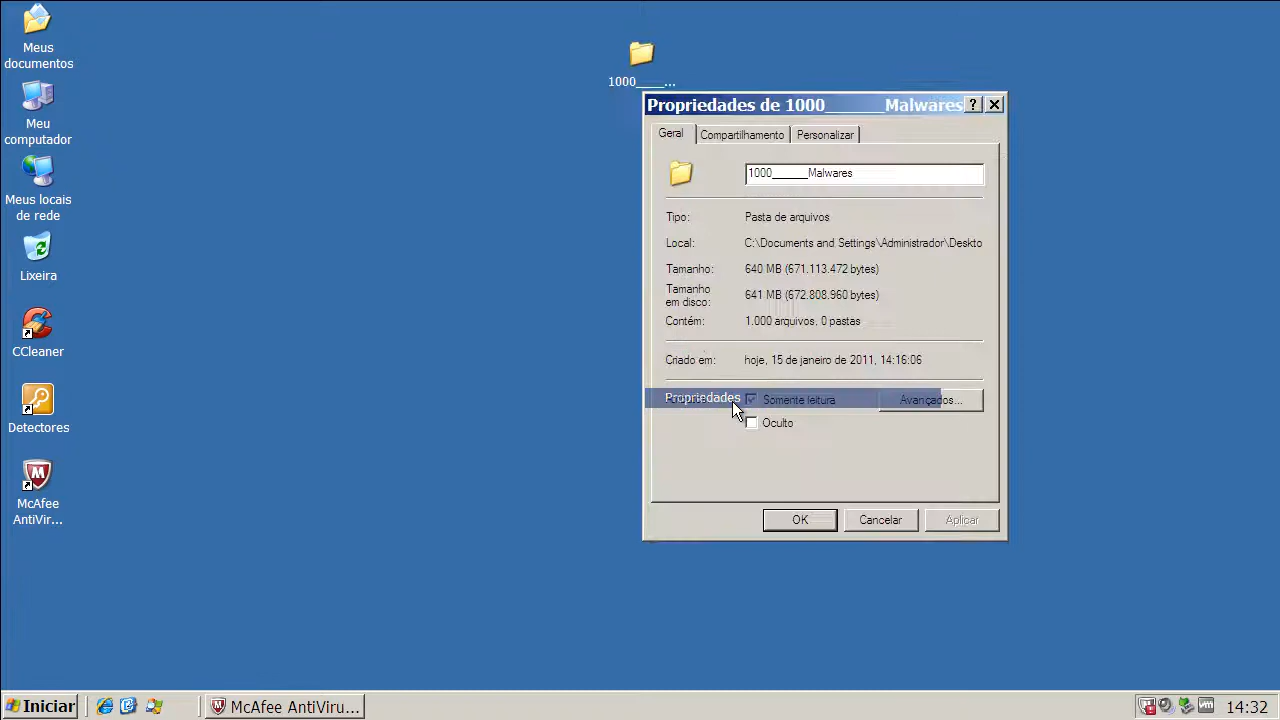 Meus
documentos
Meu
computador
Meus locais
de rede
Lixeira
CCleaner
Detectores
McAfee
AntiVir...
1000_____...
Propriedades de 1000______Malwares
Geral
Compartilhamento
Personalizar
1000______Malwares
Tipo:
Pasta de arquivos
Local:
C:\Documents and Settings\Administrador\Deskto
Tamanho:
640 MB (671.113.472 bytes)
Tamanho
em disco:
641 MB (672.808.960 bytes)
Contém:
1.000 arquivos, 0 pastas
Criado em:
hoje, 15 de janeiro de 2011, 14:16:06
Propriedades
Somente leitura
Avançados...
Oculto
OK
Cancelar
Aplicar
Iniciar
McAfee AntiViru...
14:32